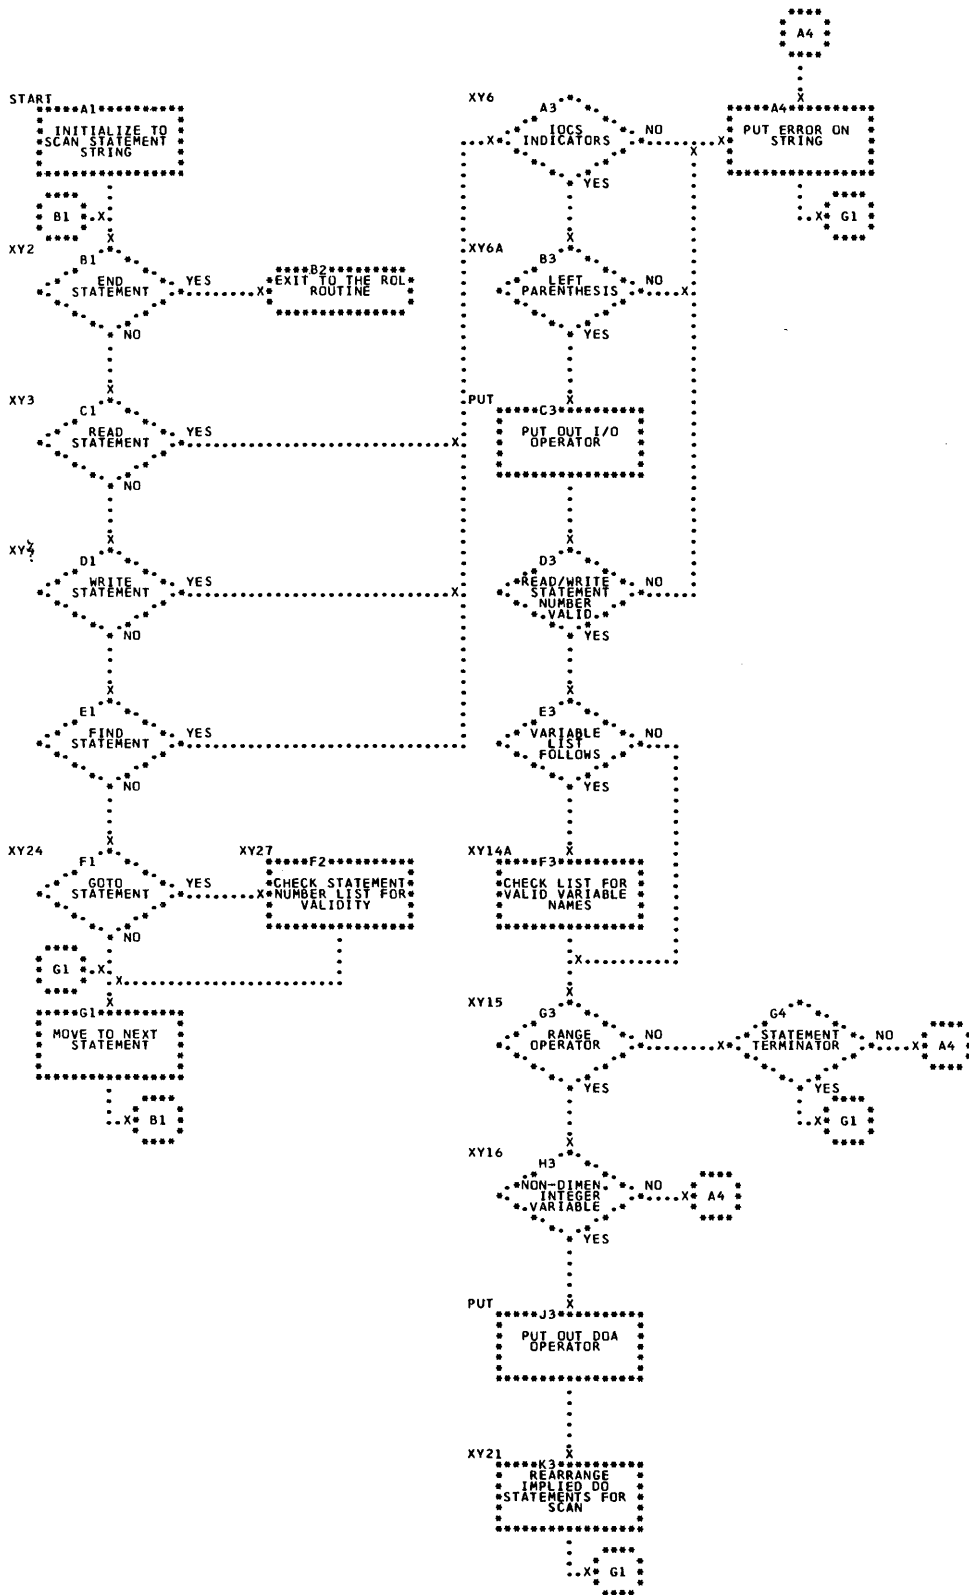 START
A1
INITIALIZE TO
SCAN STATEMENT
STRING
B1
XY2
B1
END
STATEMENT
YES
NO
B2
EXIT TO THE ROL
ROUTINE
XY3
C1
READ
STATEMENT
YES
NO
D1
WRITE
STATEMENT
YES
NO
E1
FIND
STATEMENT
YES
NO
XY24
F1
GOTO
STATEMENT
YES
NO
XY27
F2
CHECK STATEMENT
NUMBER LIST FOR
VALIDITY
G1
G1
MOVE TO NEXT
STATEMENT
B1
XY6
A3
IOCS
INDICATORS
NO
YES
A4
A4
PUT ERROR ON
STRING
G1
XY6A
B3
LEFT
PARENTHESIS
NO
YES
PUT
C3
PUT OUT I/O
OPERATOR
D3
READ/WRITE
STATEMENT
NUMBER
VALID
NO
YES
E3
VARIABLE
LIST
FOLLOWS
NO
YES
XY14A
F3
CHECK LIST FOR
VALID VARIABLE
NAMES
XY15
G3
RANGE
OPERATOR
NO
YES
G4
STATEMENT
TERMINATOR
NO
A4
YES
G1
XY16
H3
NON-DIMEN.
INTEGER
VARIABLE
NO
A4
YES
PUT
J3
PUT OUT DOA
OPERATOR
XY21
K3
REARRANGE
IMPLIED DO
STATEMENTS FOR
SCAN
G1